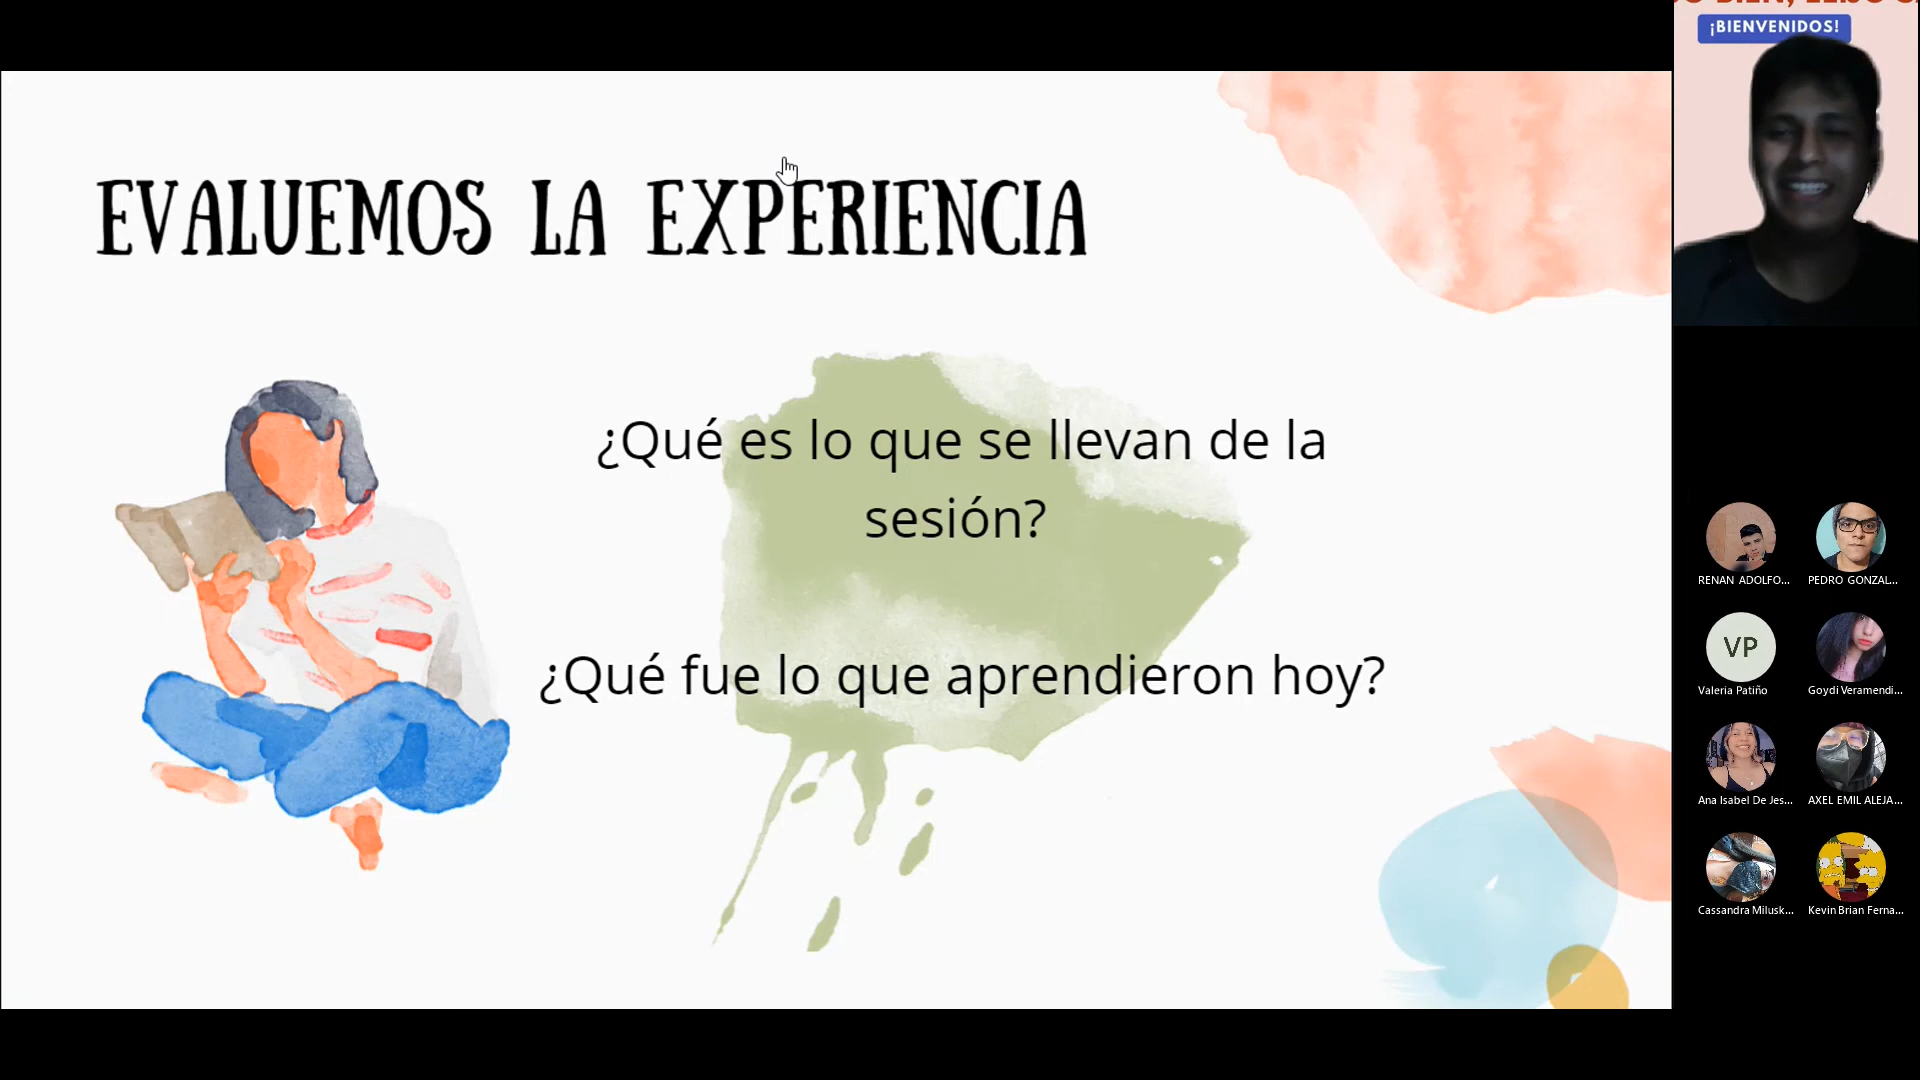 ¡BIENVENIDOS!
EVALUEMOS LA EXPERIENCIA
¿Qué es lo que se llevan de la
sesión?
¿Qué fue lo que aprendieron hoy?
RENAN ADOLFO...
PEDRO GONZAL...
VP
Valeria Patiño
Goydi Veramendi...
Ana Isabel De Jes...
AXEL EMIL ALEJA...
Cassandra Milusk...
Kevin Brian Ferna...